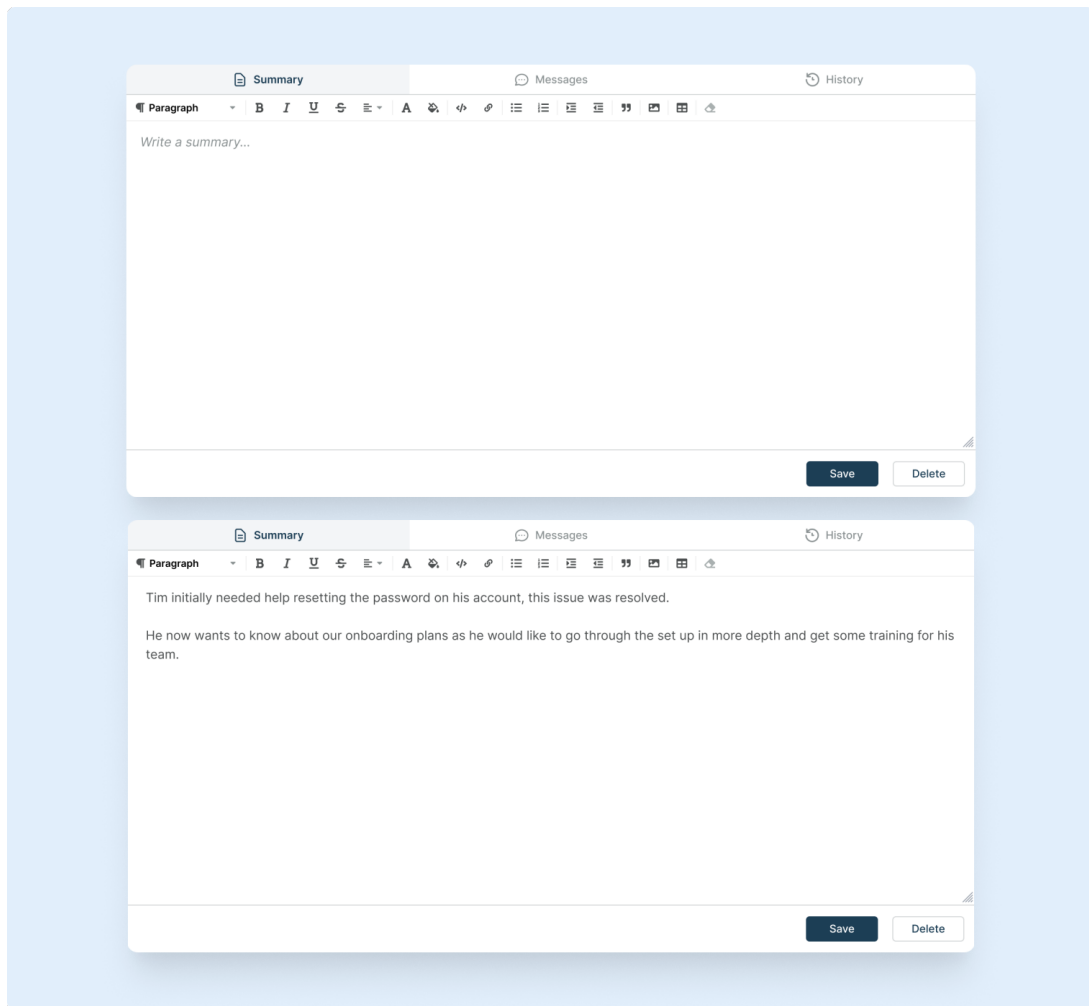 Summary Messages History
Paragraph
Write a summary...
Save Delete
Summary Messages History
Paragraph
Tim initially needed help resetting the password on his account, this issue was resolved.
He now wants to know about our onboarding plans as he would like to go through the set up in more depth and get some training for his
team.
Save Delete